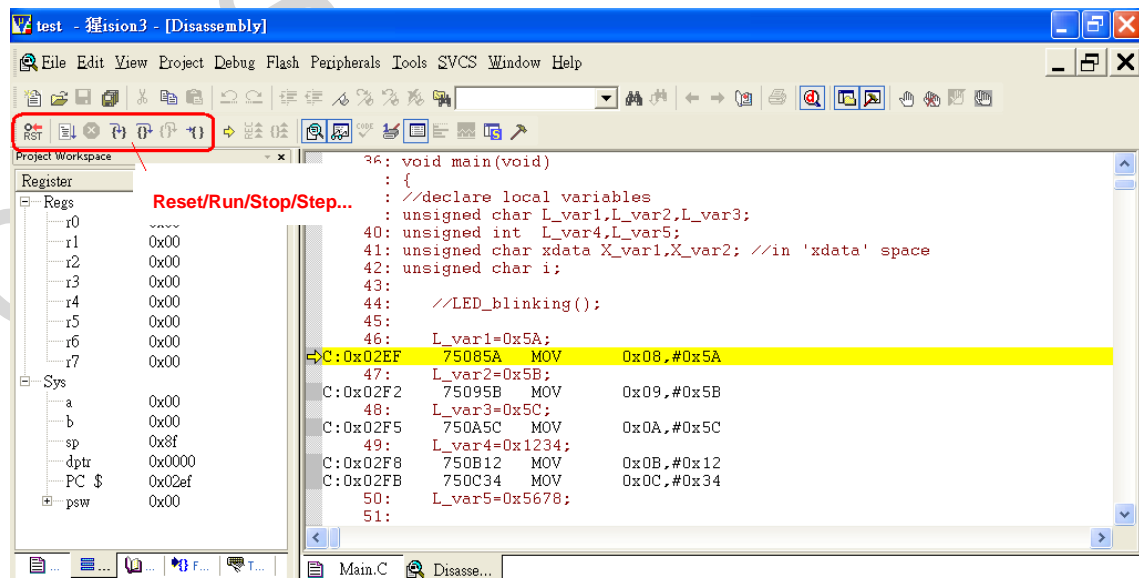 test - 猩ision3 - [Disassembly]
File Edit View Project Debug Flash Peripherals Tools SVCS Window Help
RST
CODE
Project Workspace
Register
Reset/Run/Stop/Step...
Regs
r0
r1 0x00
r2 0x00
r3 0x00
r4 0x00
r5 0x00
r6 0x00
r7 0x00
Sys
a 0x00
b 0x00
sp 0x8f
dptr 0x0000
PC $ 0x02ef
psw 0x00
36: void main(void)
: {
: //declare local variables
: unsigned char L_var1,L_var2,L_var3;
40: unsigned int L_var4,L_var5;
41: unsigned char xdata X_var1,X_var2; //in 'xdata' space
42: unsigned char i;
43:
44: //LED_blinking();
45:
46: L_var1=0x5A;
C:0x02EF 75085A MOV 0x08,#0x5A
47: L_var2=0x5B;
C:0x02F2 75095B MOV 0x09,#0x5B
48: L_var3=0x5C;
C:0x02F5 750A5C MOV 0x0A,#0x5C
49: L_var4=0x1234;
C:0x02F8 750B12 MOV 0x0B,#0x12
C:0x02FB 750C34 MOV 0x0C,#0x34
50: L_var5=0x5678;
51:
... ... ... F... T...
Main.C Disasse...